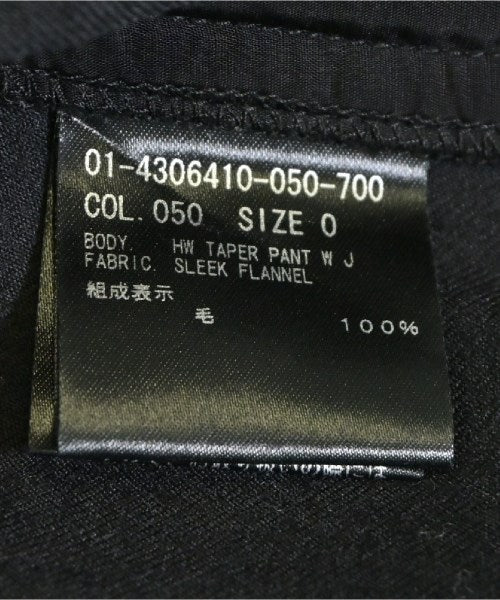 01-4306410-050-700
COL. 050 SIZE 0
BODY. HW TAPER PANT W J
FABRIC. SLEEK FLANNEL
組成表示
毛 100%